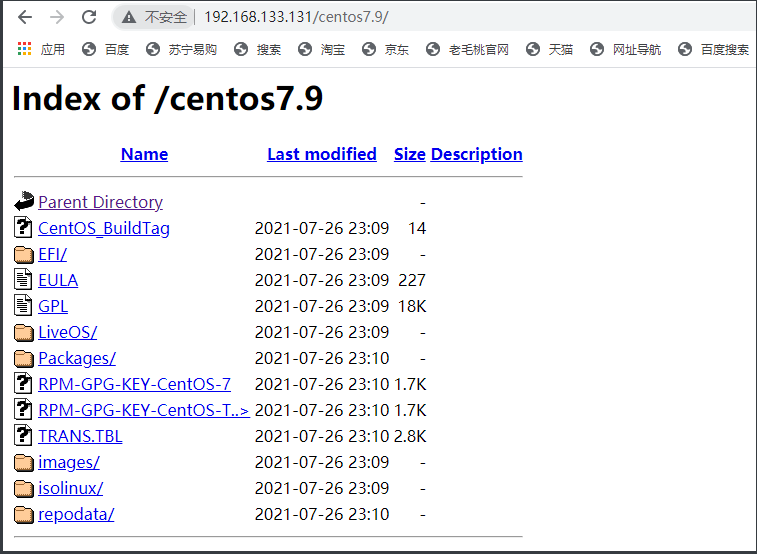 不安全 192.168.133.131/centos7.9/
应用 百度 苏宁易购 搜索 淘宝 京东 老毛桃官网 天猫 网址导航 百度搜索
Index of /centos7.9
Name Last modified Size Description
Parent Directory -
CentOS_BuildTag 2021-07-26 23:09 14
EFI/ 2021-07-26 23:09 -
EULA 2021-07-26 23:09 227
GPL 2021-07-26 23:09 18K
LiveOS/ 2021-07-26 23:09 -
Packages/ 2021-07-26 23:10 -
RPM-GPG-KEY-CentOS-7 2021-07-26 23:10 1.7K
RPM-GPG-KEY-CentOS-T..> 2021-07-26 23:10 1.7K
TRANS.TBL 2021-07-26 23:10 2.8K
images/ 2021-07-26 23:09 -
isolinux/ 2021-07-26 23:09 -
repodata/ 2021-07-26 23:10 -